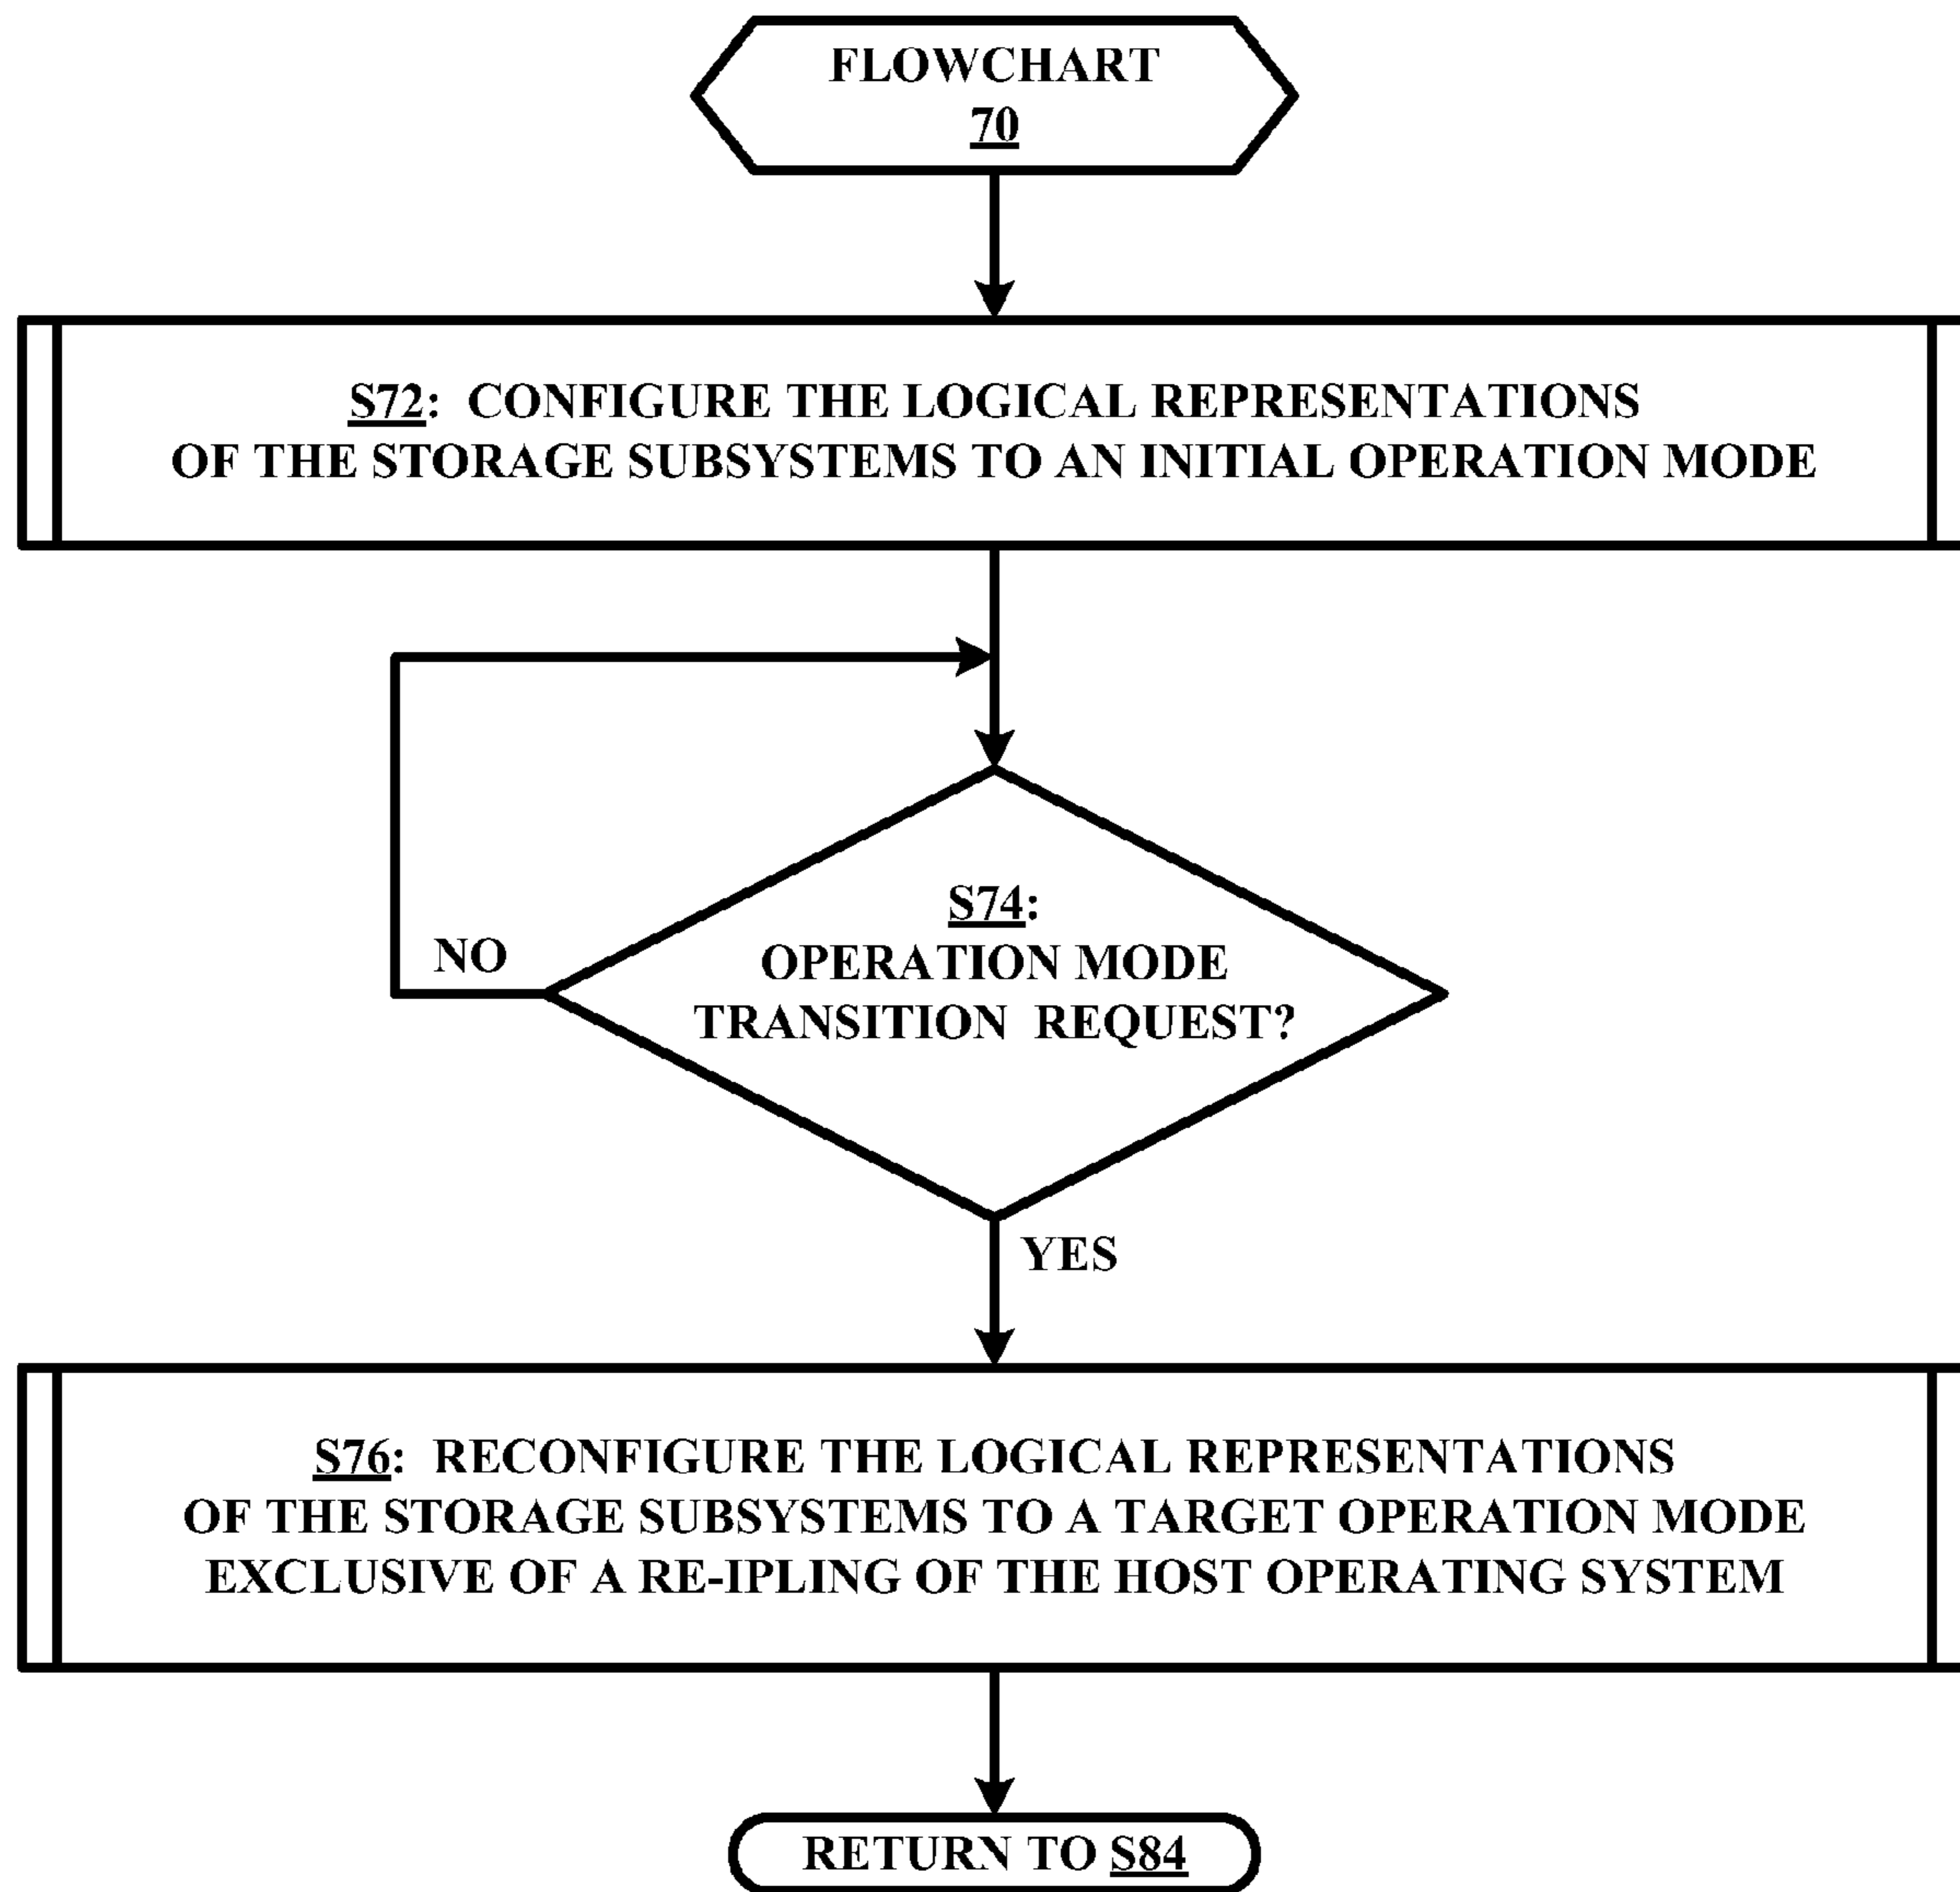 FLOWCHART
70
S72: CONFIGURE THE LOGICAL REPRESENTATIONS
OF THE STORAGE SUBSYSTEMS TO AN INITIAL OPERATION MODE
S74:
OPERATION MODE
TRANSITION REQUEST?
NO
YES
S76: RECONFIGURE THE LOGICAL REPRESENTATIONS
OF THE STORAGE SUBSYSTEMS TO A TARGET OPERATION MODE
EXCLUSIVE OF A RE-IPLING OF THE HOST OPERATING SYSTEM
RETURN TO S84